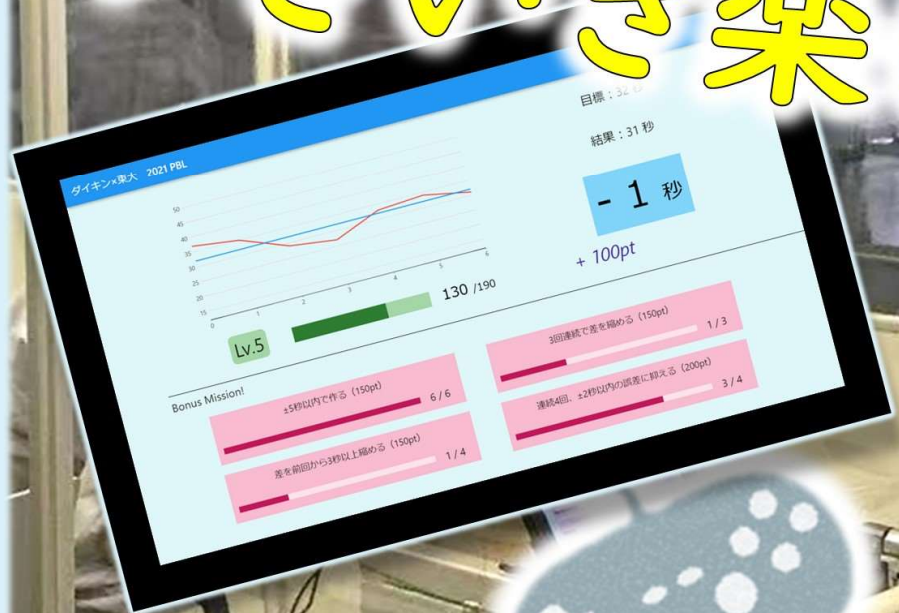 ダイキン×東大 2021 PBL
目標：32 秒
結果：31 秒
- 1 秒
+ 100pt
50
45
40
35
30
25
20
15
0 1 2 3 4 5 6
Lv.5
130 /190
Bonus Mission!
±5秒以内で作る（150pt）
6 / 6
3回連続で差を縮める（150pt）
1 / 3
差を前回から3秒以上縮める（150pt）
1 / 4
連続4回、±2秒以内の誤差に抑える（200pt）
3 / 4